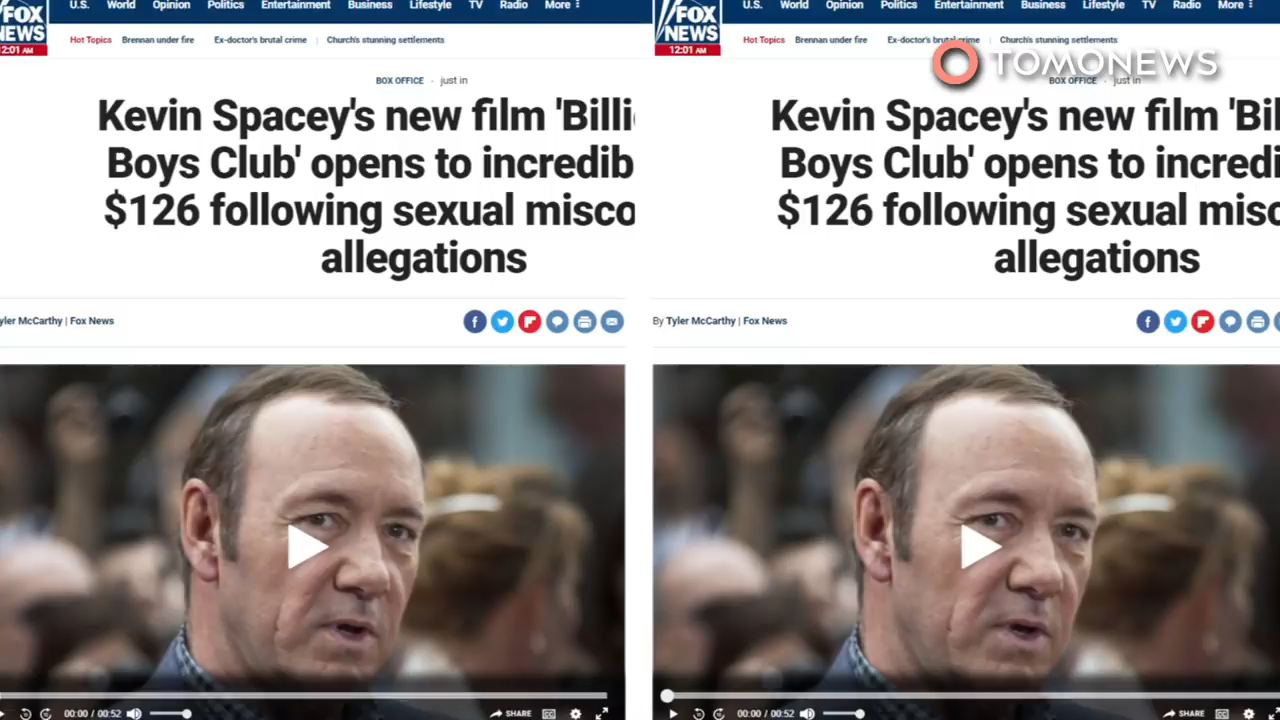 FOX
NEWS
12:01 AM
U.S. World Opinion Politics Entertainment Business Lifestyle TV Radio More
Hot Topics Brennan under fire Ex-doctor's brutal crime | Church's stunning settlements
BOX OFFICE · just in
Kevin Spacey's new film 'Billi
Boys Club' opens to incredib
$126 following sexual misco
allegations
yler McCarthy | Fox News
00:00 / 00:52
SHARE
FOX
NEWS
12:01 AM
U.S. World Opinion Politics Entertainment Business Lifestyle TV Radio More
Hot Topics Brennan under fire Ex-doctor's brutal crime | Church's stunning settlements
TOMONEWS
BOX OFFICE · just in
Kevin Spacey's new film 'Bil
Boys Club' opens to incredi
$126 following sexual misc
allegations
By Tyler McCarthy | Fox News
00:00 / 00:52
SHARE